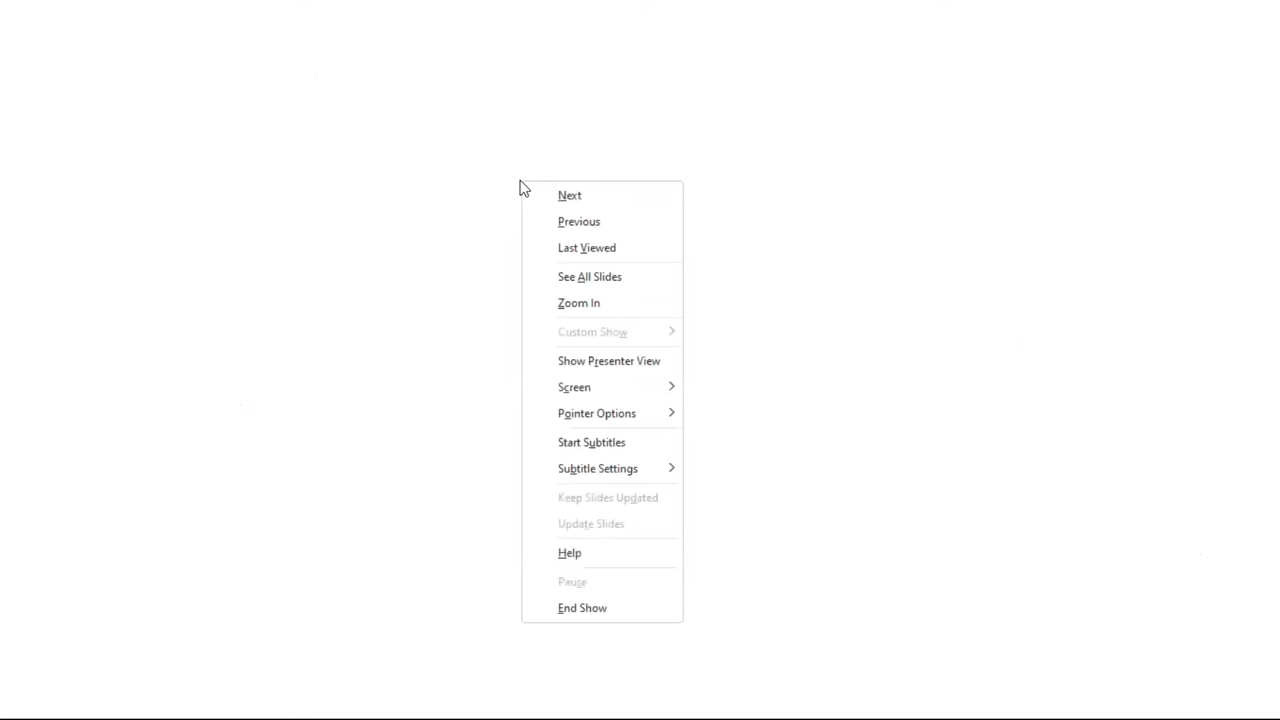 Next
Previous
Last Viewed
See All Slides
Zoom In
Custom Show
Show Presenter View
Screen
Pointer Options
Start Subtitles
Subtitle Settings
Keep Slides Updated
Update Slides
Help
Pause
End Show